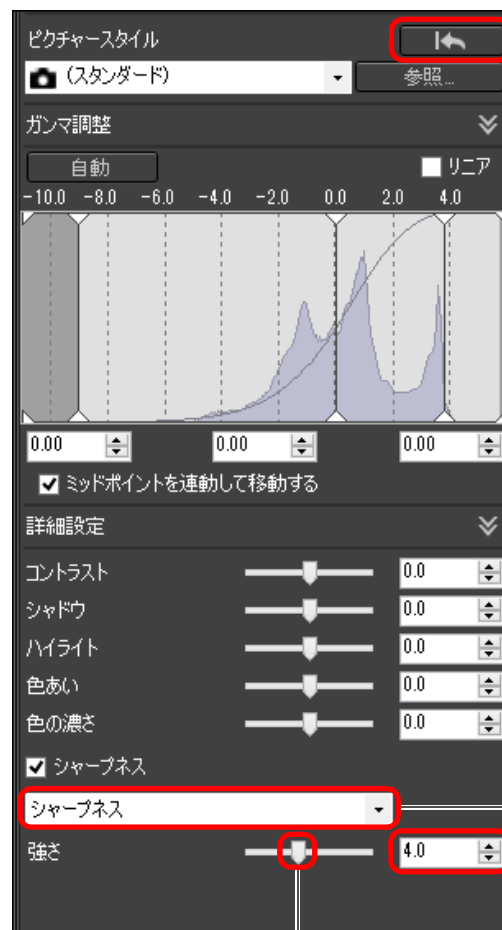 ピクチャースタイル
(スタンダード)
参照...
ガンマ調整
自動
リニア
-10.0 -8.0 -6.0 -4.0 -2.0 0.0 2.0 4.0
0.00 0.00 0.00
ミッドポイントを連動して移動する
詳細設定
コントラスト 0.0
シャドウ 0.0
ハイライト 0.0
色あい 0.0
色の濃さ 0.0
シャープネス
シャープネス
強さ 4.0